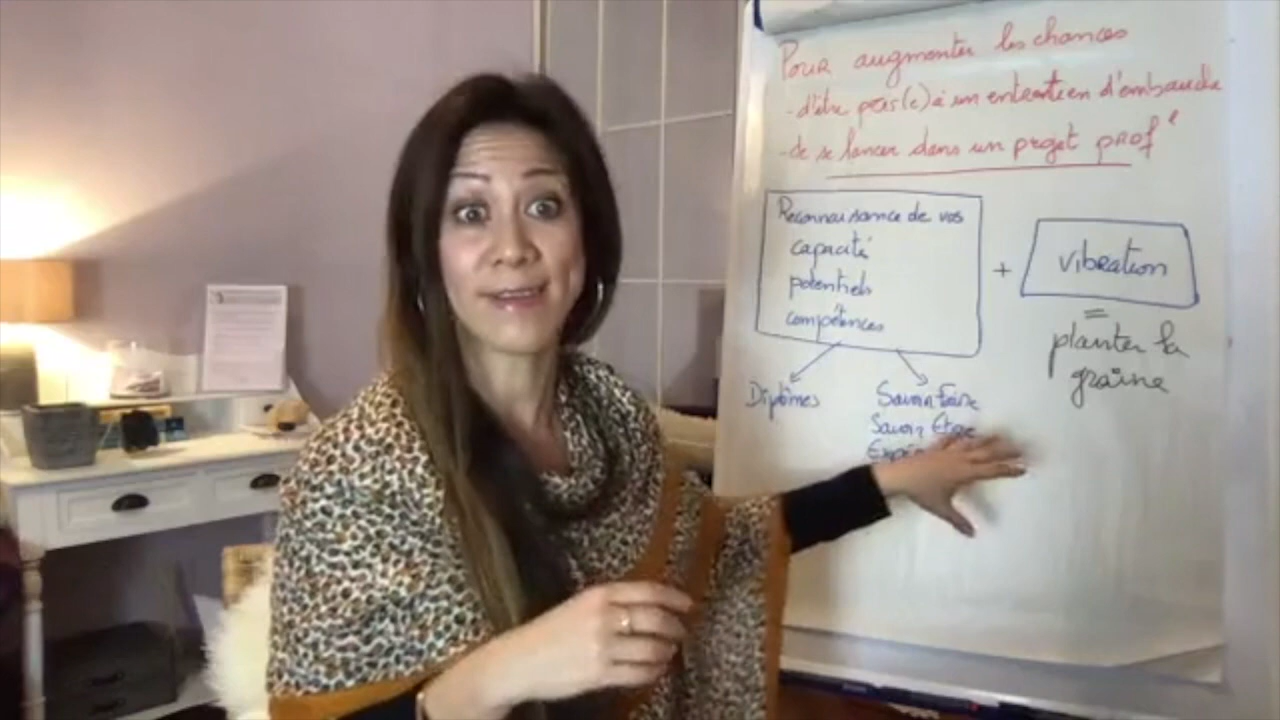 Pour augmenter les chances
- d'être pris(e) à un entretien d'embauche
- de se lancer dans un projet prof^l
Reconnaissance de vos
capacité
potentiels
compétences
+
vibration
=
planter la
graine
Diplômes
Savoir Faire
Savoir Être